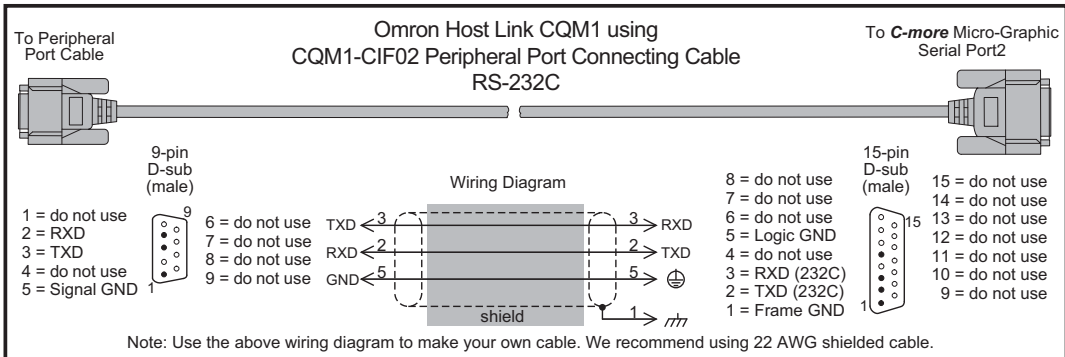 Omron Host Link CQM1 using
CQM1-CIF02 Peripheral Port Connecting Cable
RS-232C
To Peripheral
Port Cable
To C-more Micro-Graphic
Serial Port2
9-pin
D-sub
(male)
9
1
1 = do not use
2 = RXD
3 = TXD
4 = do not use
5 = Signal GND
6 = do not use
7 = do not use
8 = do not use
9 = do not use
Wiring Diagram
TXD 3 3 RXD
RXD 2 2 TXD
GND 5 5
shield 1
8 = do not use
7 = do not use
6 = do not use
5 = Logic GND
4 = do not use
3 = RXD (232C)
2 = TXD (232C)
1 = Frame GND
15-pin
D-sub
(male)
15
1
15 = do not use
14 = do not use
13 = do not use
12 = do not use
11 = do not use
10 = do not use
9 = do not use
Note: Use the above wiring diagram to make your own cable. We recommend using 22 AWG shielded cable.